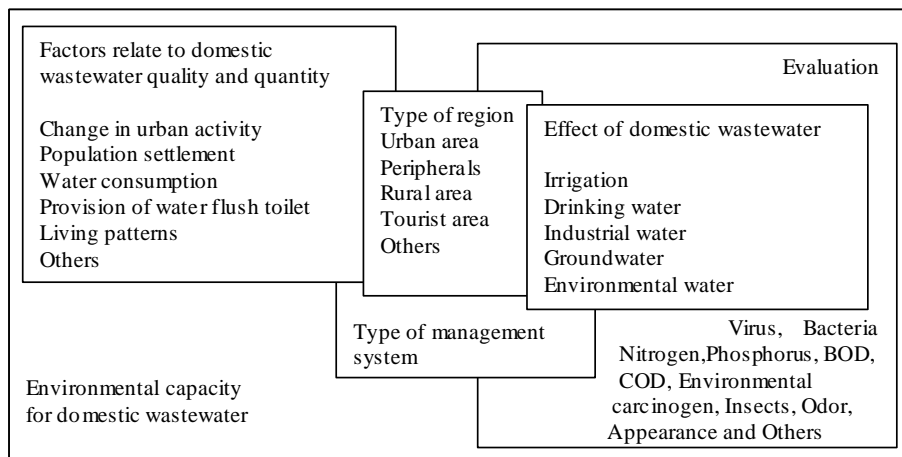 Factors relate to domestic
wastewater quality and quantity
Change in urban activity
Population settlement
Water consumption
Provision of water flush toilet
Living patterns
Others
Type of region
Urban area
Peripherals
Rural area
Tourist area
Others
Evaluation
Effect of domestic wastewater
Irrigation
Drinking water
Industrial water
Groundwater
Environmental water
Type of management
system
Virus, Bacteria
Nitrogen,Phosphorus, BOD,
COD, Environmental
carcinogen, Insects, Odor,
Appearance and Others
Environmental capacity
for domestic wastewater